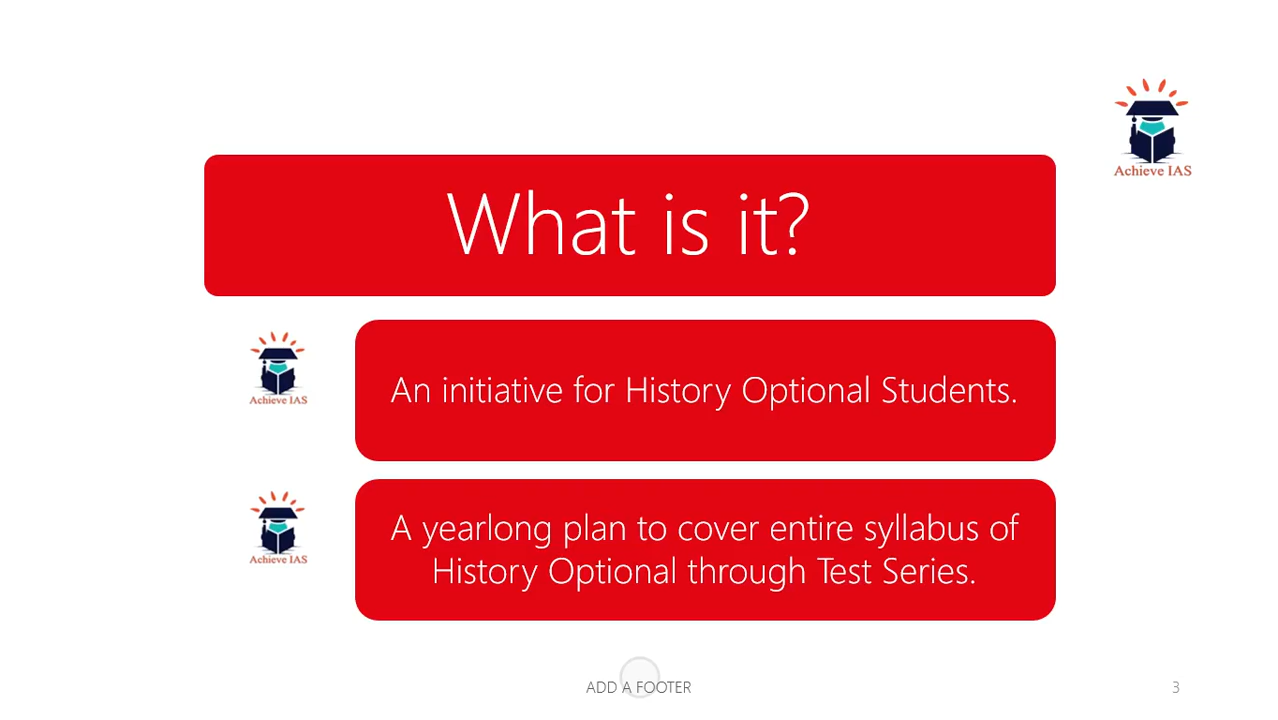 Achieve IAS
What is it?
Achieve IAS
An initiative for History Optional Students.
Achieve IAS
A yearlong plan to cover entire syllabus of
History Optional through Test Series.
ADD A FOOTER
3